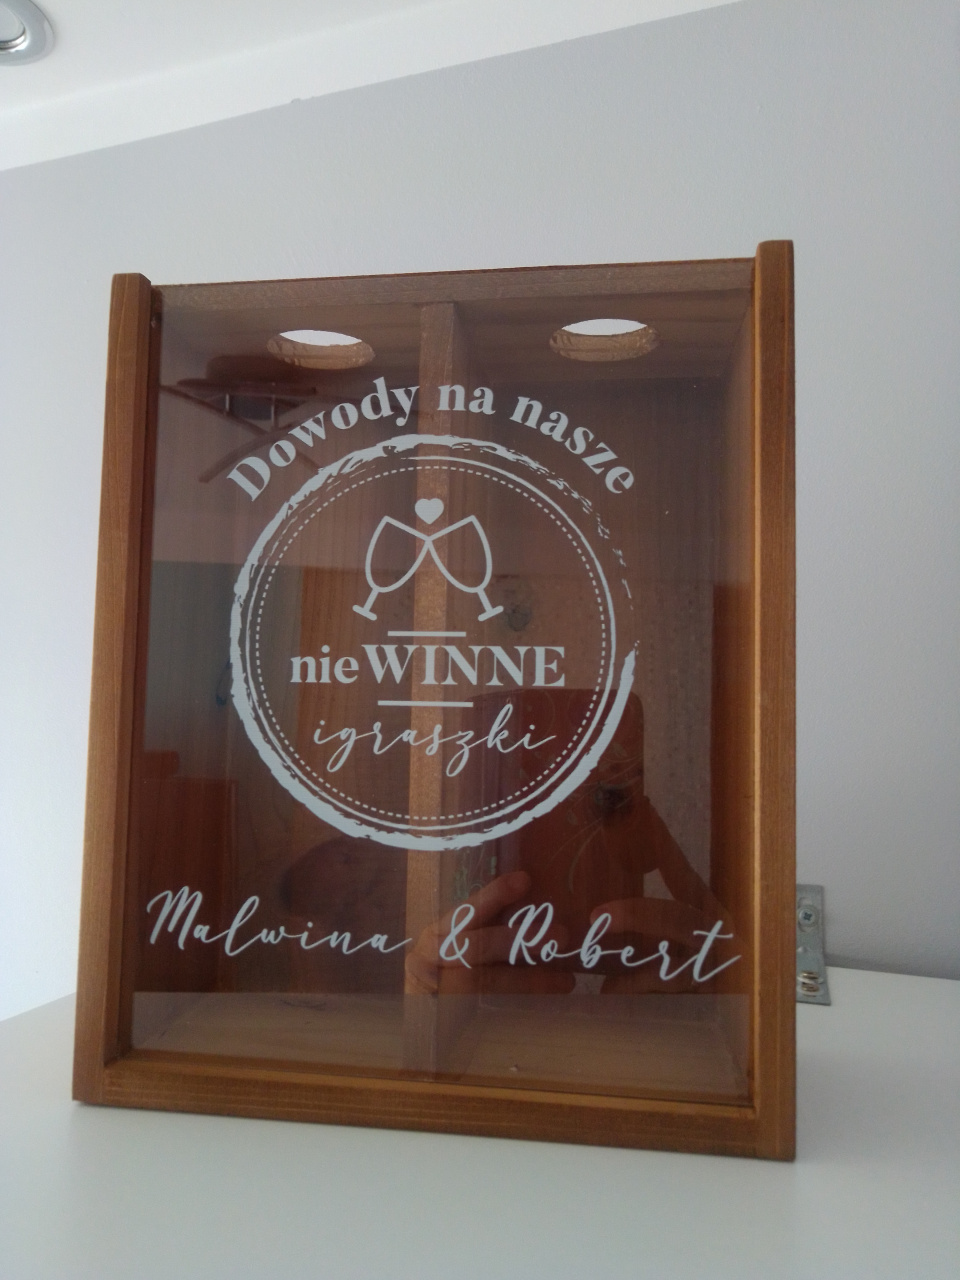 Dowody na nasze
nieWINNE
igraszki
Malwina & Robert